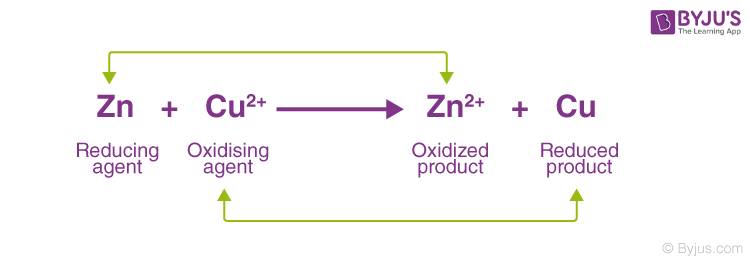 BYJU'S
The Learning App
Zn + Cu²⁺ → Zn²⁺ + Cu
Reducing agent Oxidising agent Oxidized product Reduced product
© Byjus.com